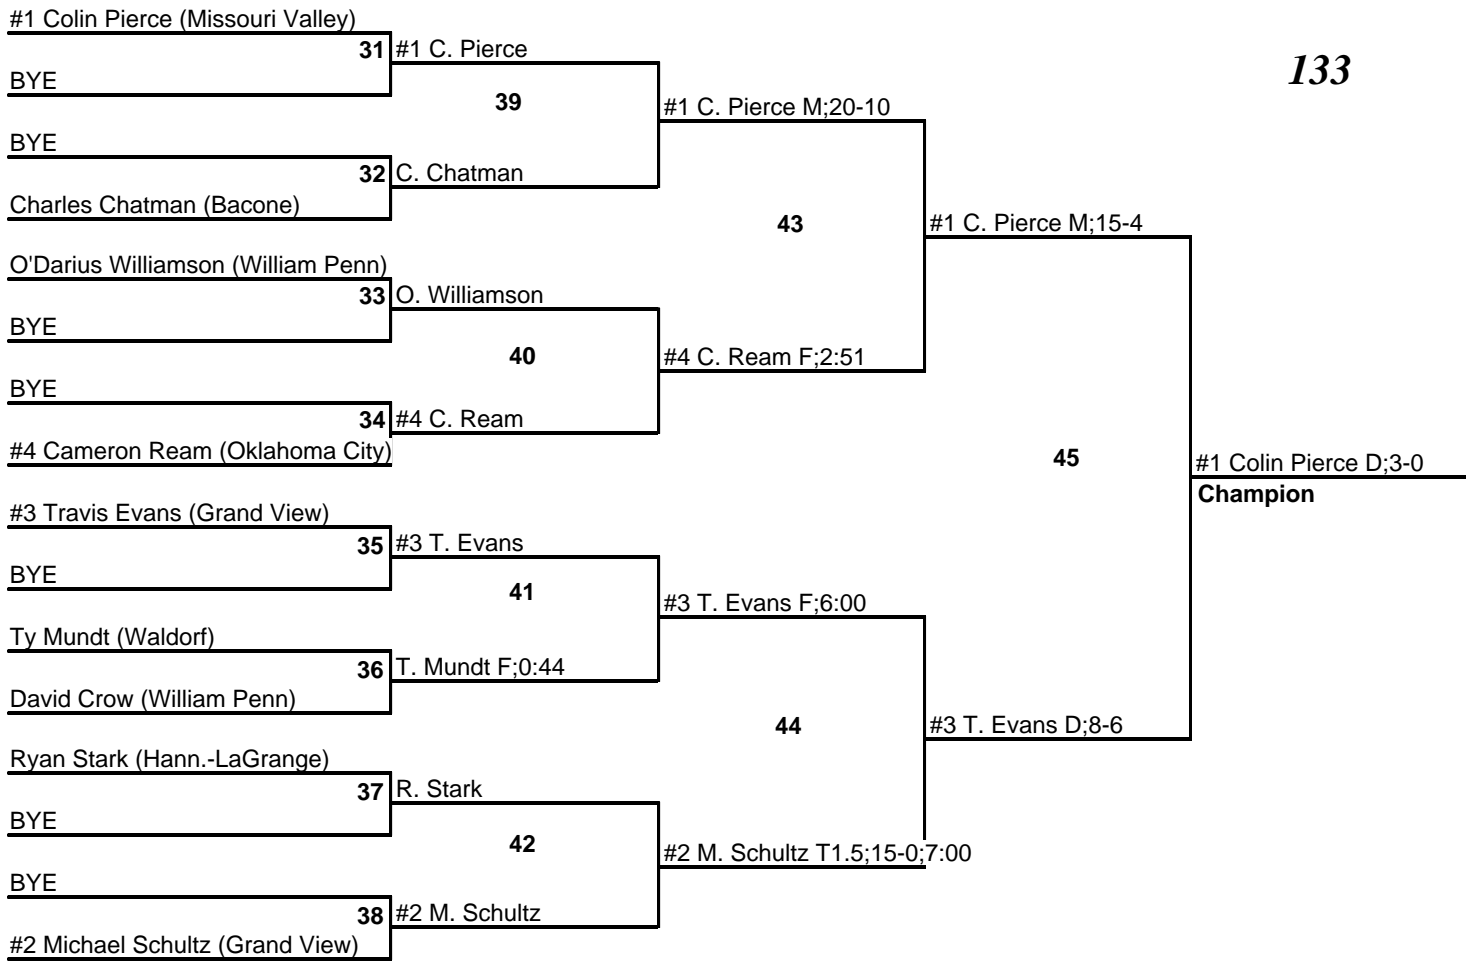 #1 Colin Pierce (Missouri Valley)
31 #1 C. Pierce
133
BYE
39
#1 C. Pierce M;20-10
BYE
32 C. Chatman
Charles Chatman (Bacone)
43
#1 C. Pierce M;15-4
O'Darius Williamson (William Penn)
33 O. Williamson
BYE
40
#4 C. Ream F;2:51
BYE
34 #4 C. Ream
#4 Cameron Ream (Oklahoma City)
45
#1 Colin Pierce D;3-0
Champion
#3 Travis Evans (Grand View)
35 #3 T. Evans
BYE
41
#3 T. Evans F;6:00
Ty Mundt (Waldorf)
36 T. Mundt F;0:44
David Crow (William Penn)
44
#3 T. Evans D;8-6
Ryan Stark (Hann.-LaGrange)
37 R. Stark
BYE
42
#2 M. Schultz T1.5;15-0;7:00
BYE
38 #2 M. Schultz
#2 Michael Schultz (Grand View)